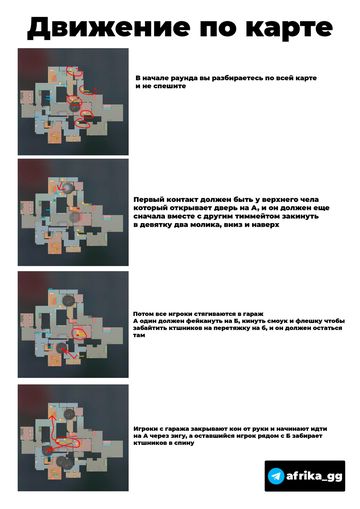 Движение по карте
В начале раунда вы разбираетесь по всей карте
и не спешите
Первый контакт должен быть у верхнего чела
который открывает дверь на А, и он должен еще
сначала вместе с другим тиммейтом закинуть
в девятку два молика, вниз и наверх
Потом все игроки стягиваются в гараж
А один должен фейкануть на Б, кинуть смоук и флешку чтобы
забайтить ктшников на перетяжку на б, и он должен остаться
там
Игроки с гаража закрывают кон от руки и начинают идти
на А через зигу, а оставшийся игрок рядом с Б забирает
ктшников в спину
afrika_gg